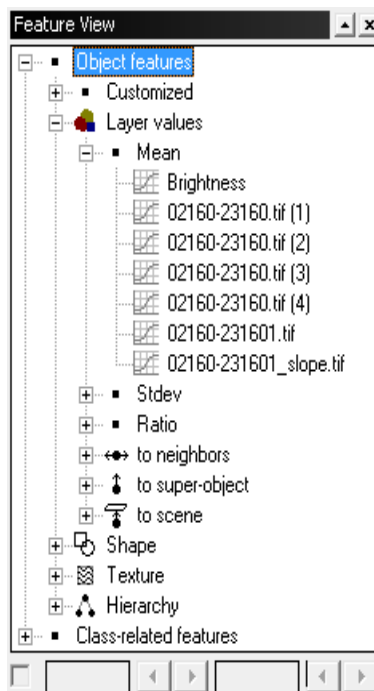 Feature View
Object features
Customized
Layer values
Mean
Brightness
02160-23160.tif (1)
02160-23160.tif (2)
02160-23160.tif (3)
02160-23160.tif (4)
02160-231601.tif
02160-231601_slope.tif
Stdev
Ratio
to neighbors
to super-object
to scene
Shape
Texture
Hierarchy
Class-related features